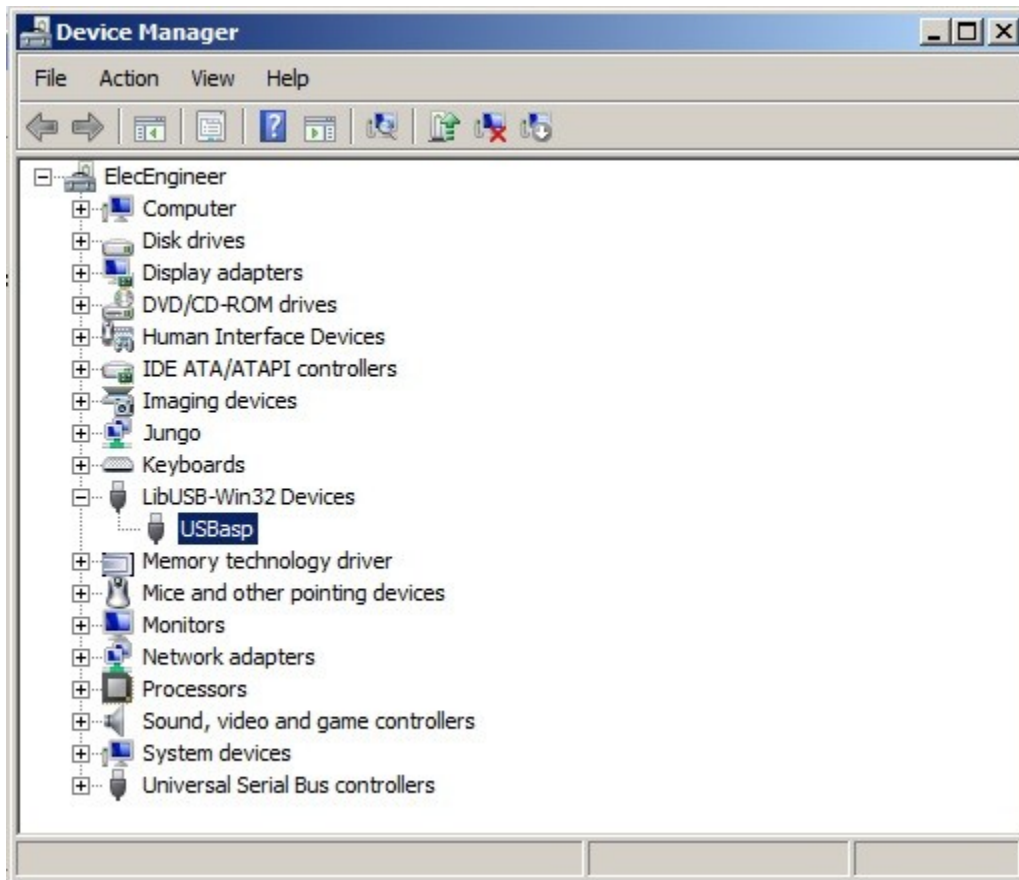 Device Manager
File Action View Help
ElecEngineer
Computer
Disk drives
Display adapters
DVD/CD-ROM drives
Human Interface Devices
IDE ATA/ATAPI controllers
Imaging devices
Jungo
Keyboards
LibUSB-Win32 Devices
USBasp
Memory technology driver
Mice and other pointing devices
Monitors
Network adapters
Processors
Sound, video and game controllers
System devices
Universal Serial Bus controllers